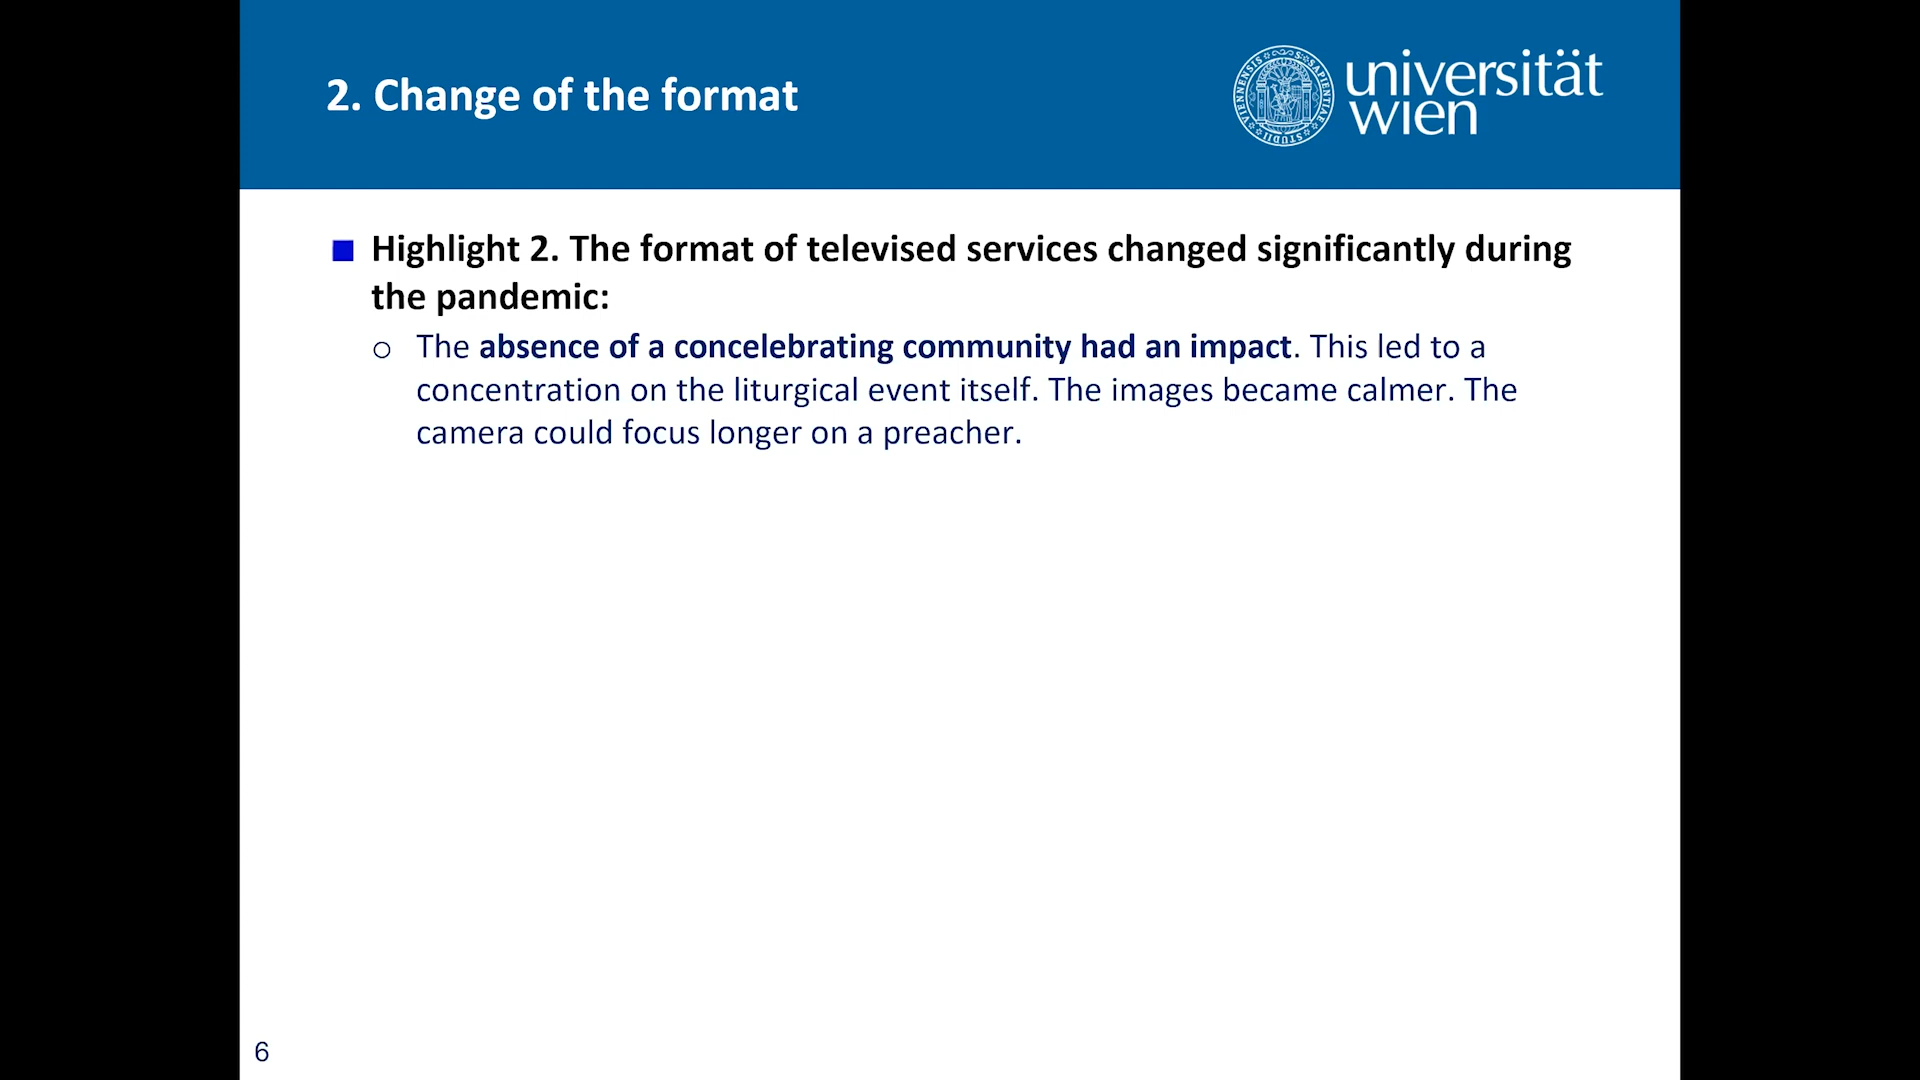 2. Change of the format
universität
wien
Highlight 2. The format of televised services changed significantly during
the pandemic:
The absence of a concelebrating community had an impact. This led to a
concentration on the liturgical event itself. The images became calmer. The
camera could focus longer on a preacher.
6